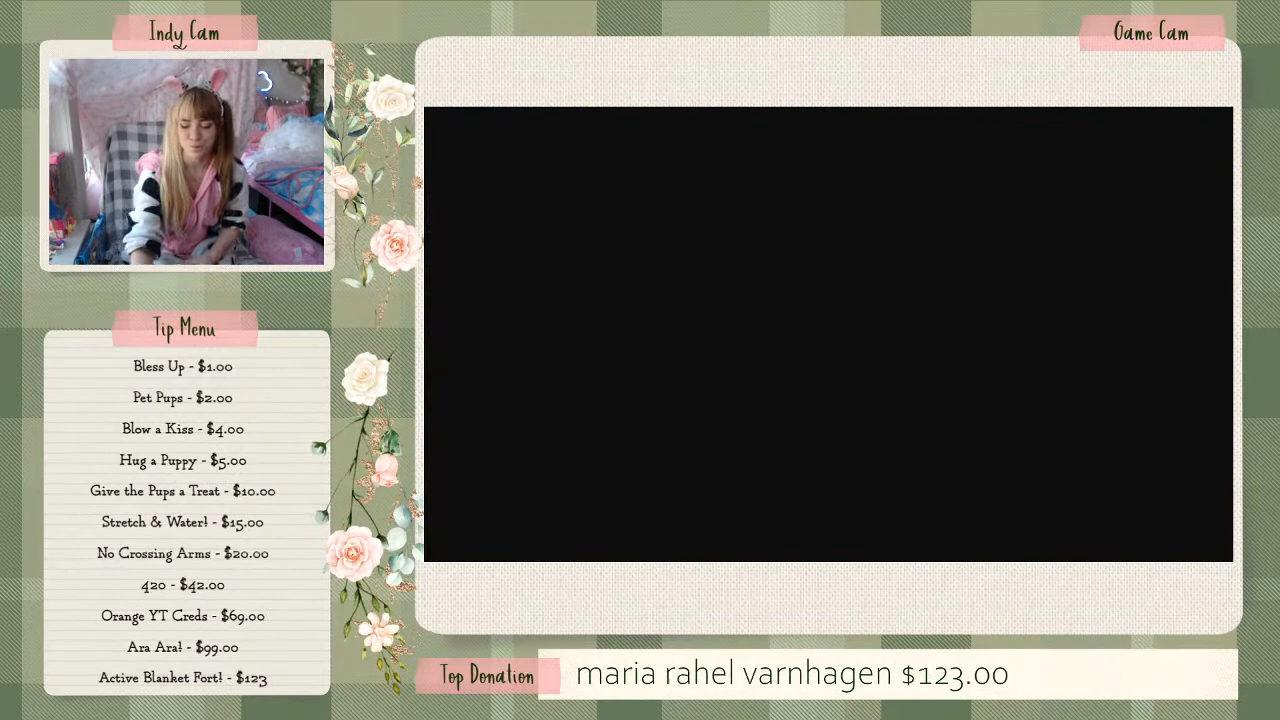 Indy Cam
Game Cam
3
Tip Menu
Bless Up - $1.00
Pet Pups - $2.00
Blow a Kiss - $4.00
Hug a Puppy - $5.00
Give the Pups a Treat - $10.00
Stretch & Water! - $15.00
No Crossing Arms - $20.00
420 - $42.00
Orange YT Creds - $69.00
Ara Ara! - $99.00
Active Blanket Fort! - $123
Top Donation
maria rahel varnhagen $123.00